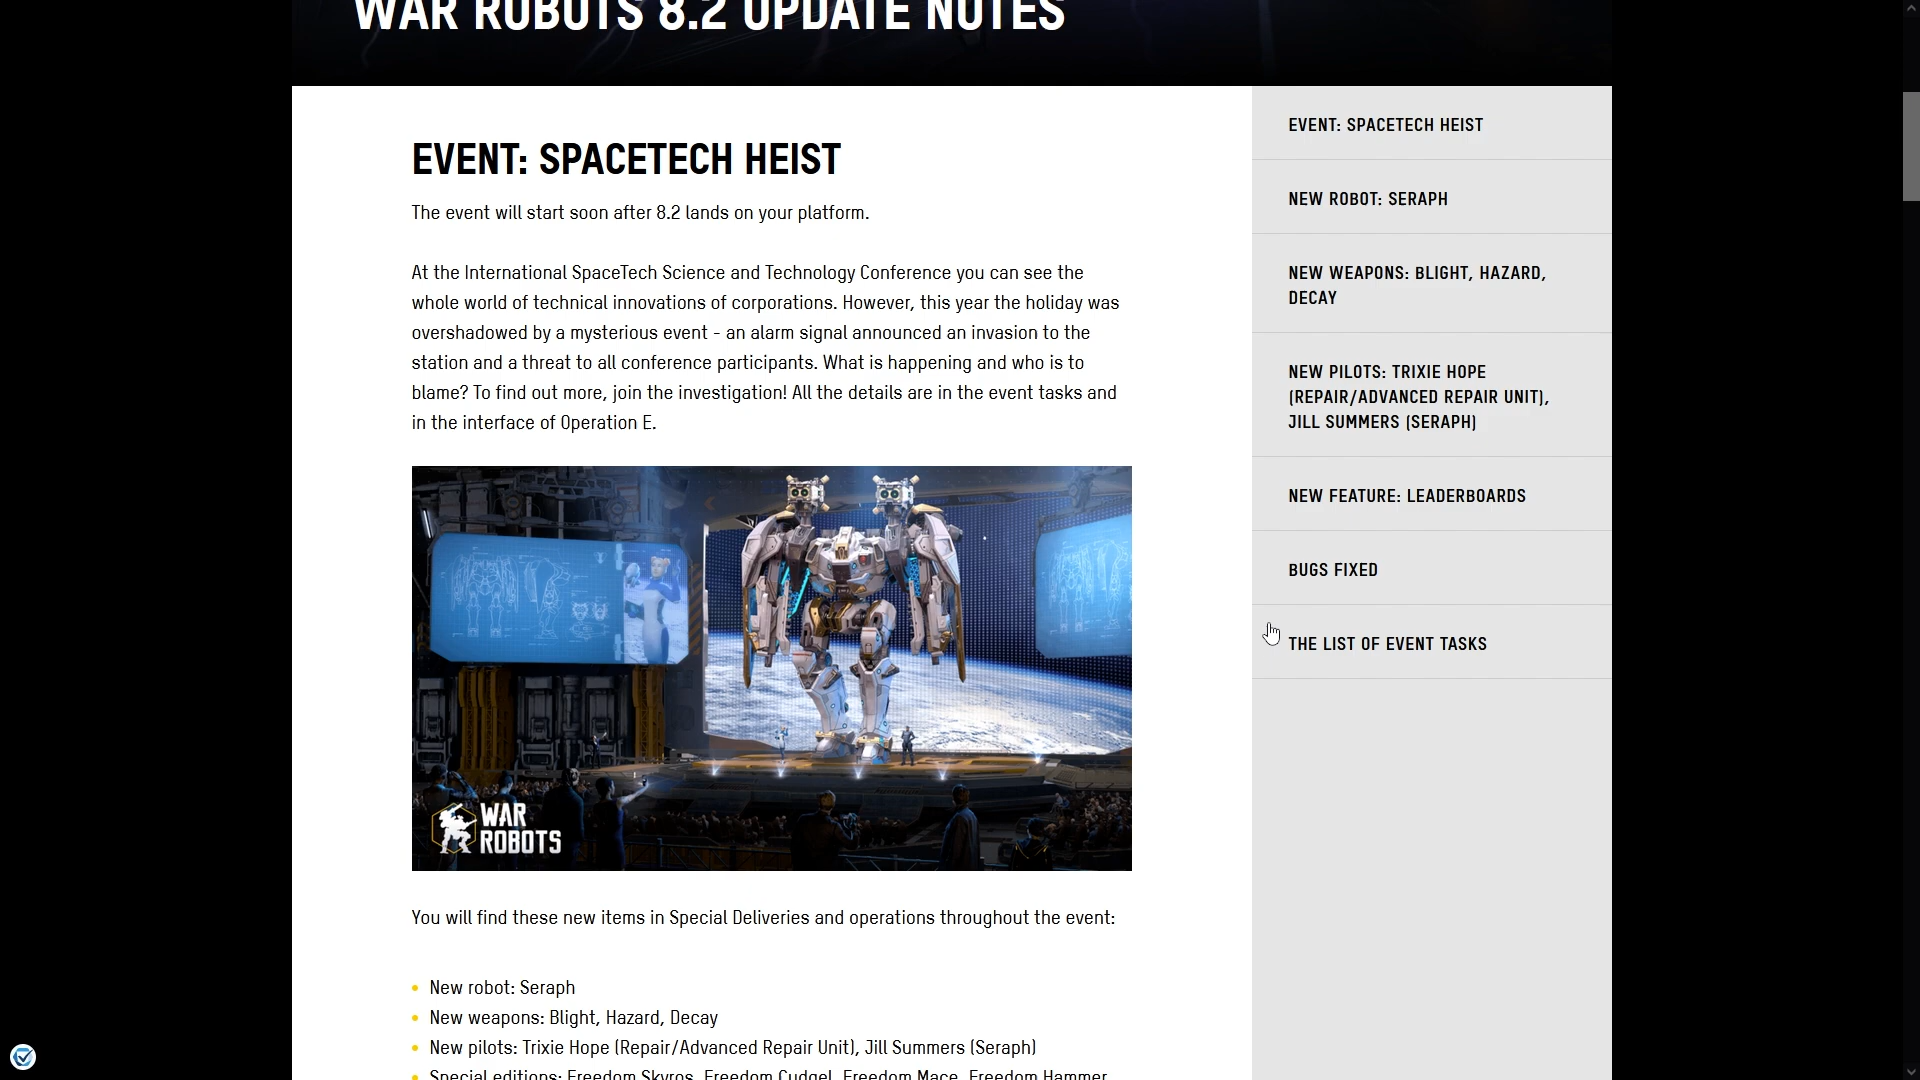 WAR ROBOTS 8.2 UPDATE NOTES
EVENT: SPACETECH HEIST
The event will start soon after 8.2 lands on your platform.
At the International SpaceTech Science and Technology Conference you can see the
whole world of technical innovations of corporations. However, this year the holiday was
overshadowed by a mysterious event - an alarm signal announced an invasion to the
station and a threat to all conference participants. What is happening and who is to
blame? To find out more, join the investigation! All the details are in the event tasks and
in the interface of Operation E.
WAR
ROBOTS
You will find these new items in Special Deliveries and operations throughout the event:
• New robot: Seraph
• New weapons: Blight, Hazard, Decay
• New pilots: Trixie Hope (Repair/Advanced Repair Unit), Jill Summers (Seraph)
• Special editions: Freedom Skyros, Freedom Cudgel, Freedom Mace, Freedom Hammer,
EVENT: SPACETECH HEIST
NEW ROBOT: SERAPH
NEW WEAPONS: BLIGHT, HAZARD,
DECAY
NEW PILOTS: TRIXIE HOPE
(REPAIR/ADVANCED REPAIR UNIT),
JILL SUMMERS (SERAPH)
NEW FEATURE: LEADERBOARDS
BUGS FIXED
THE LIST OF EVENT TASKS